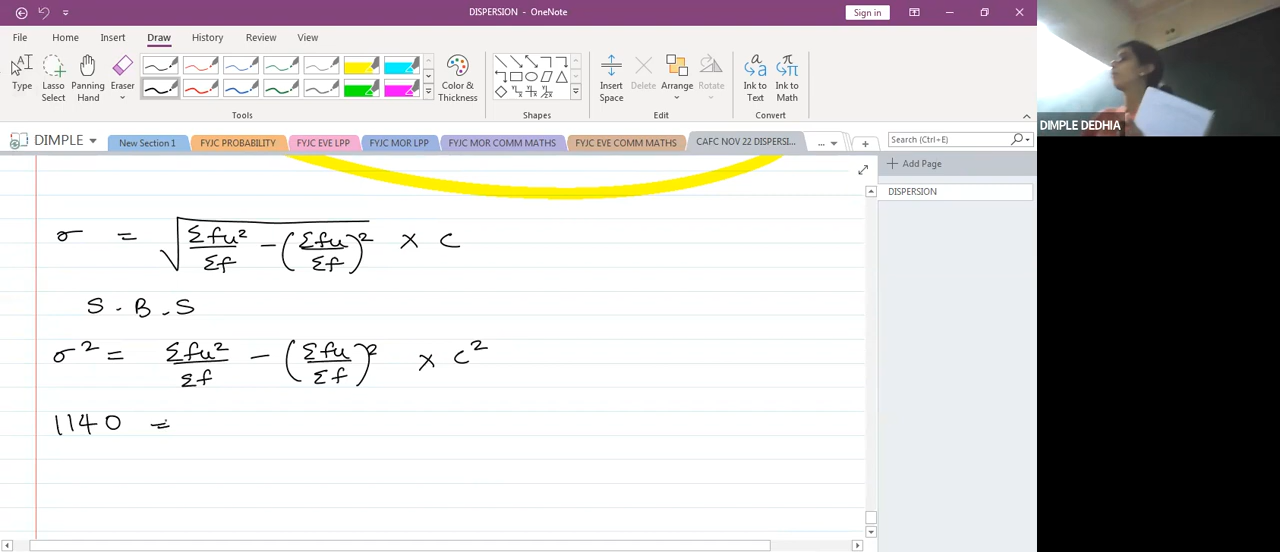 DISPERSION - OneNote
Sign in
File Home Insert Draw History Review View
Type Lasso Select Panning Hand Eraser Color & Thickness Insert Space Delete Arrange Rotate Ink to Text Ink to Math
Tools Shapes Edit Convert
DIMPLE New Section 1 FYJC PROBABILITY FYJC EVE LPP FYJC MOR LPP FYJC MOR COMM MATHS FYJC EVE COMM MATHS CAFC NOV 22 DISPERSI... ... Search (Ctrl+E)
Add Page
DISPERSION
σ = √(Σfu²/Σf - (Σfu/Σf)²) × c
S . B . S
σ² = Σfu²/Σf - (Σfu/Σf)² × c²
1140 =
DIMPLE DEDHIA